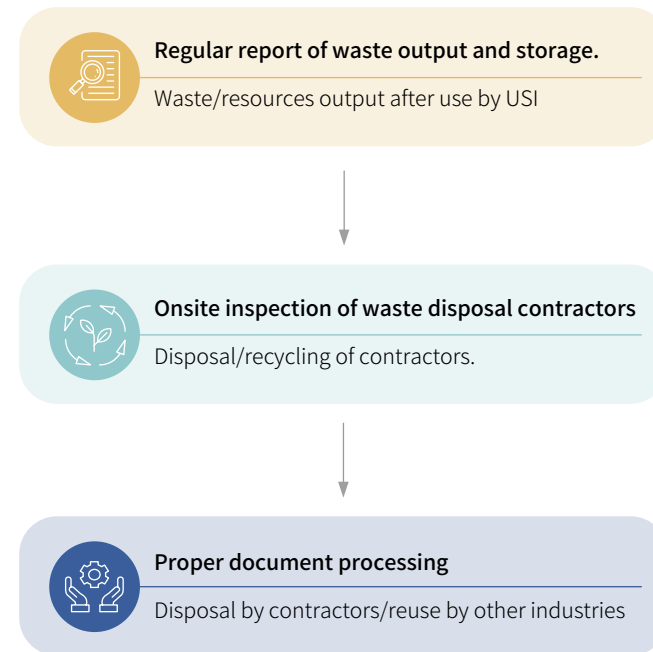 Regular report of waste output and storage.
Waste/resources output after use by USI
Onsite inspection of waste disposal contractors
Disposal/recycling of contractors.
Proper document processing
Disposal by contractors/reuse by other industries